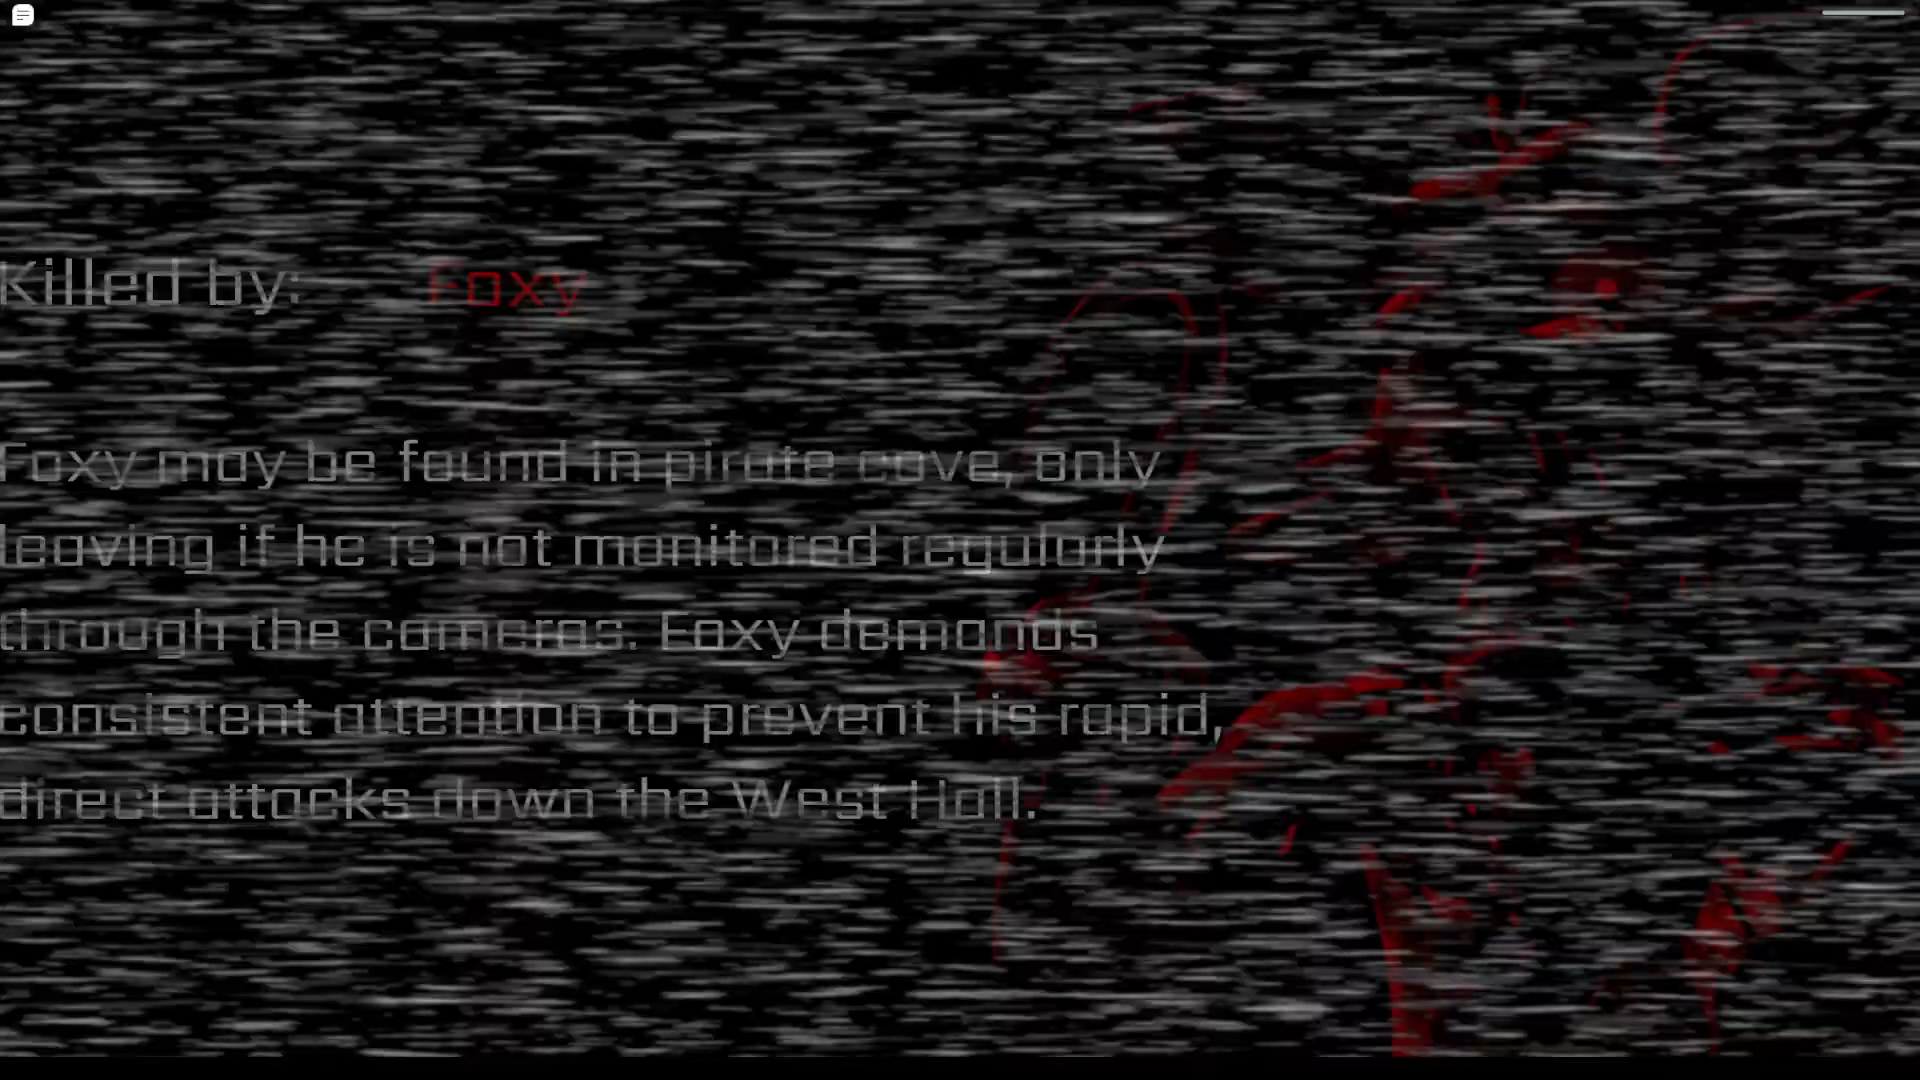 Killed by: Foxy
Foxy may be found in pirate cove, only
leaving if he is not monitored regularly
through the cameras. Foxy demands
consistent attention to prevent his rapid,
direct attacks down the West Hall.